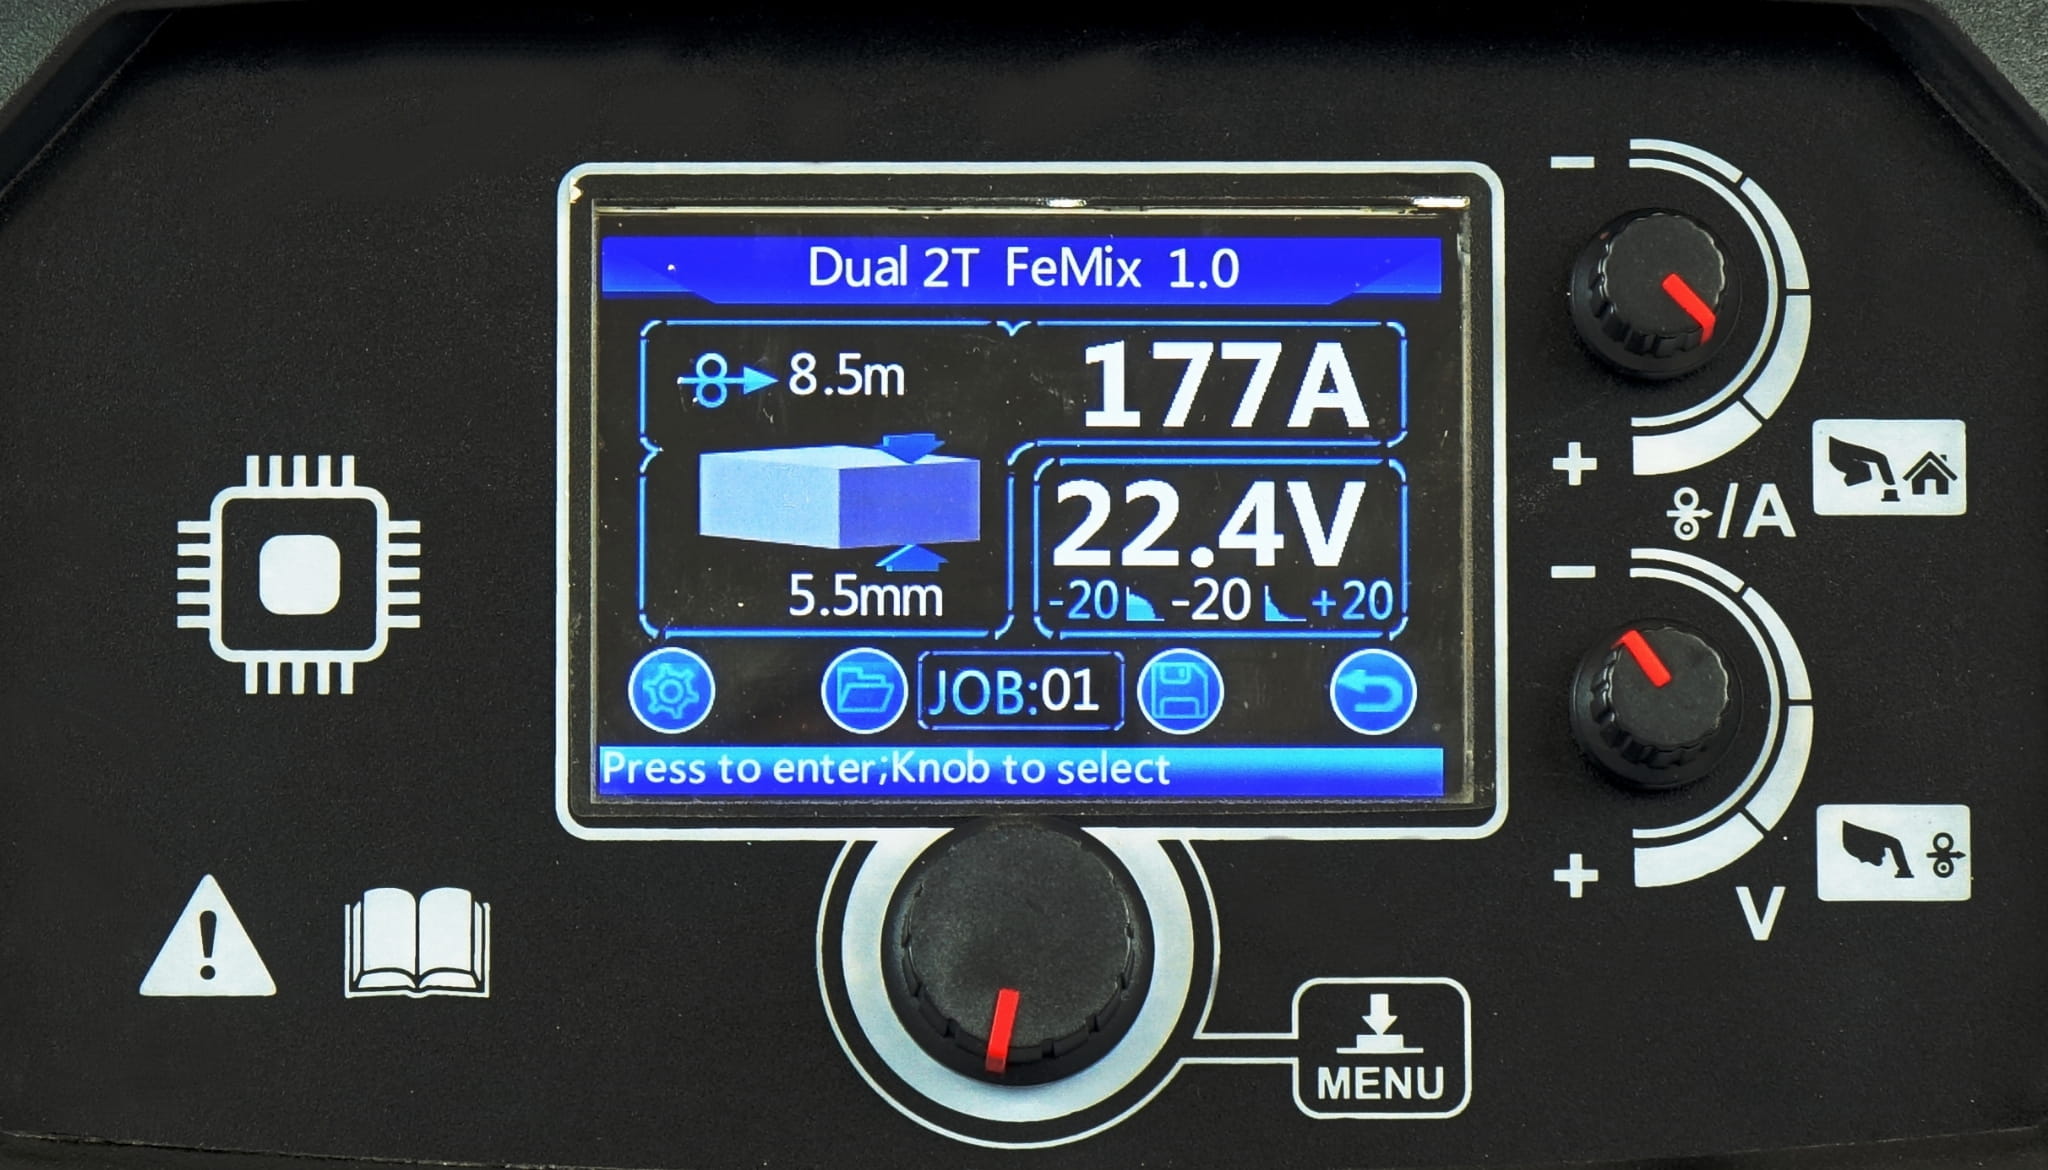 Dual 2T FeMix 1.0
8.5m
177A
5.5mm
22.4V
-20 -20 +20
JOB:01
Press to enter;Knob to select
-
+
/A
-
+
V
MENU